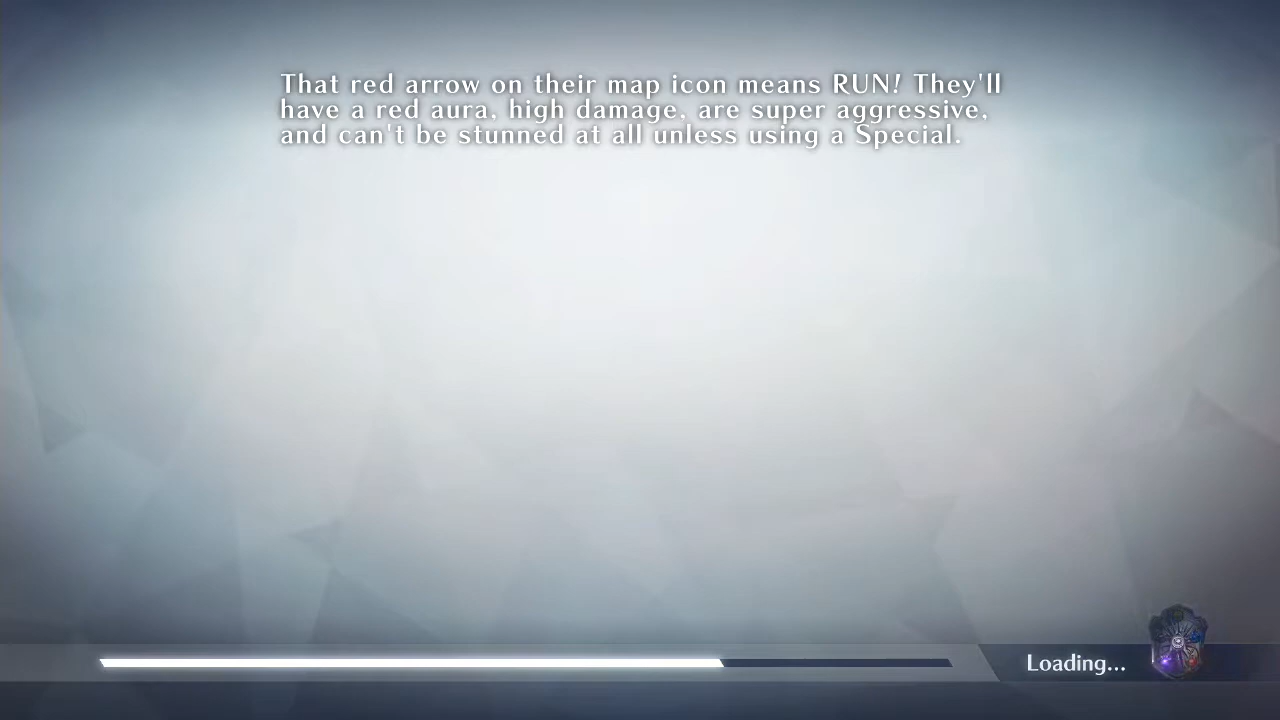 That red arrow on their map icon means RUN! They'll
have a red aura, high damage, are super aggressive,
and can't be stunned at all unless using a Special.
Loading...